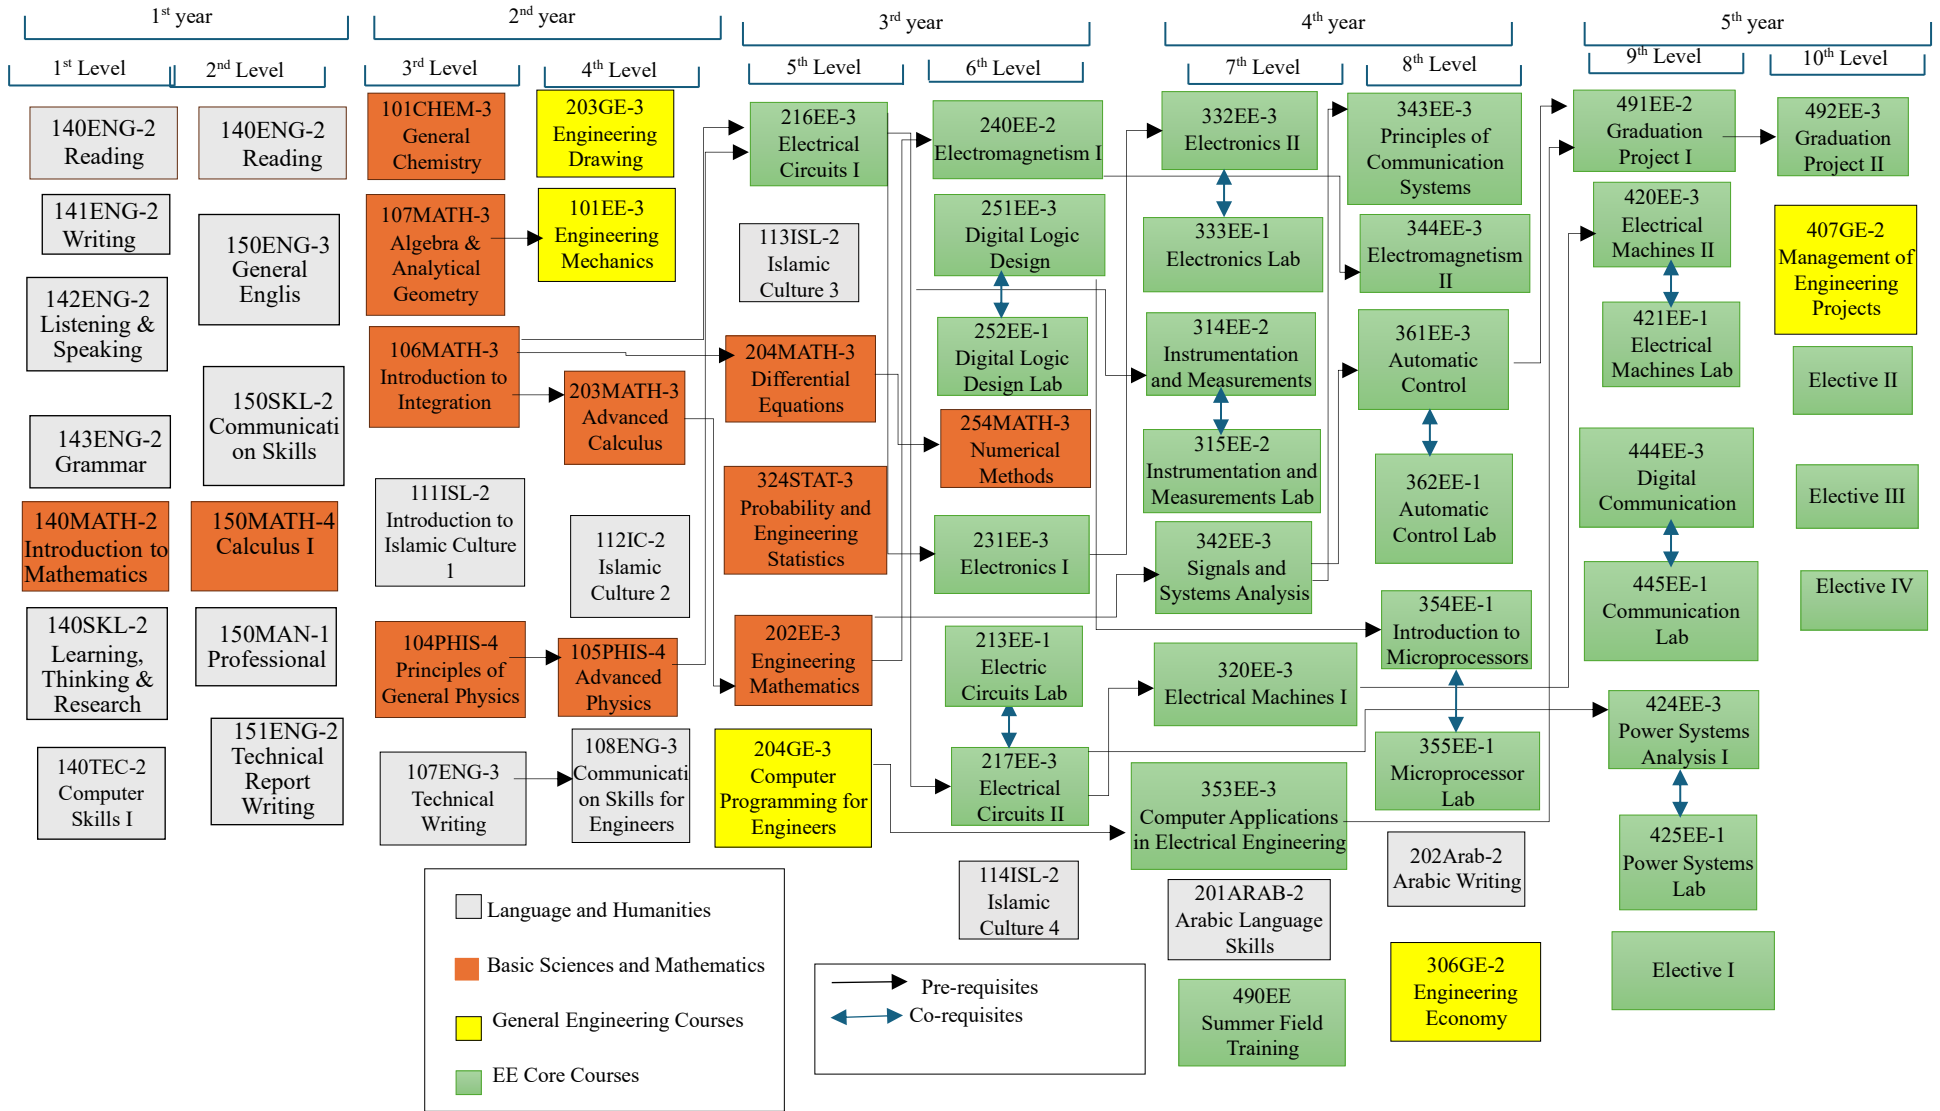 1st year
2nd year
3rd year
4th year
5th year
1st Level
2nd Level
3rd Level
4th Level
5th Level
6th Level
7th Level
8th Level
9th Level
10th Level
140ENG-2
Reading
141ENG-2
Writing
142ENG-2
Listening &
Speaking
143ENG-2
Grammar
140MATH-2
Introduction to
Mathematics
140SKL-2
Learning,
Thinking &
Research
140TEC-2
Computer
Skills I
140ENG-2
Reading
150ENG-3
General
Englis
150SKL-2
Communicati
on Skills
150MATH-4
Calculus I
150MAN-1
Professional
151ENG-2
Technical
Report
Writing
101CHEM-3
General
Chemistry
107MATH-3
Algebra &
Analytical
Geometry
106MATH-3
Introduction to
Integration
111ISL-2
Introduction to
Islamic Culture
1
104PHIS-4
Principles of
General Physics
107ENG-3
Technical
Writing
203GE-3
Engineering
Drawing
101EE-3
Engineering
Mechanics
203MATH-3
Advanced
Calculus
112IC-2
Islamic
Culture 2
105PHIS-4
Advanced
Physics
108ENG-3
Communicati
on Skills for
Engineers
216EE-3
Electrical
Circuits I
113ISL-2
Islamic
Culture 3
204MATH-3
Differential
Equations
324STAT-3
Probability and
Engineering
Statistics
202EE-3
Engineering
Mathematics
204GE-3
Computer
Programming for
Engineers
240EE-2
Electromagnetism I
251EE-3
Digital Logic
Design
252EE-1
Digital Logic
Design Lab
254MATH-3
Numerical
Methods
231EE-3
Electronics I
213EE-1
Electric
Circuits Lab
217EE-3
Electrical
Circuits II
114ISL-2
Islamic
Culture 4
332EE-3
Electronics II
333EE-1
Electronics Lab
314EE-2
Instrumentation
and Measurements
315EE-2
Instrumentation and
Measurements Lab
342EE-3
Signals and
Systems Analysis
320EE-3
Electrical Machines I
353EE-3
Computer Applications
in Electrical Engineering
201ARAB-2
Arabic Language
Skills
490EE
Summer Field
Training
343EE-3
Principles of
Communication
Systems
344EE-3
Electromagnetism
II
361EE-3
Automatic
Control
362EE-1
Automatic
Control Lab
354EE-1
Introduction to
Microprocessors
355EE-1
Microprocessor
Lab
202Arab-2
Arabic Writing
306GE-2
Engineering
Economy
491EE-2
Graduation
Project I
420EE-3
Electrical
Machines II
421EE-1
Electrical
Machines Lab
444EE-3
Digital
Communication
445EE-1
Communication
Lab
424EE-3
Power Systems
Analysis I
425EE-1
Power Systems
Lab
Elective I
492EE-3
Graduation
Project II
407GE-2
Management of
Engineering
Projects
Elective II
Elective III
Elective IV
Language and Humanities
Basic Sciences and Mathematics
General Engineering Courses
EE Core Courses
Pre-requisites
Co-requisites